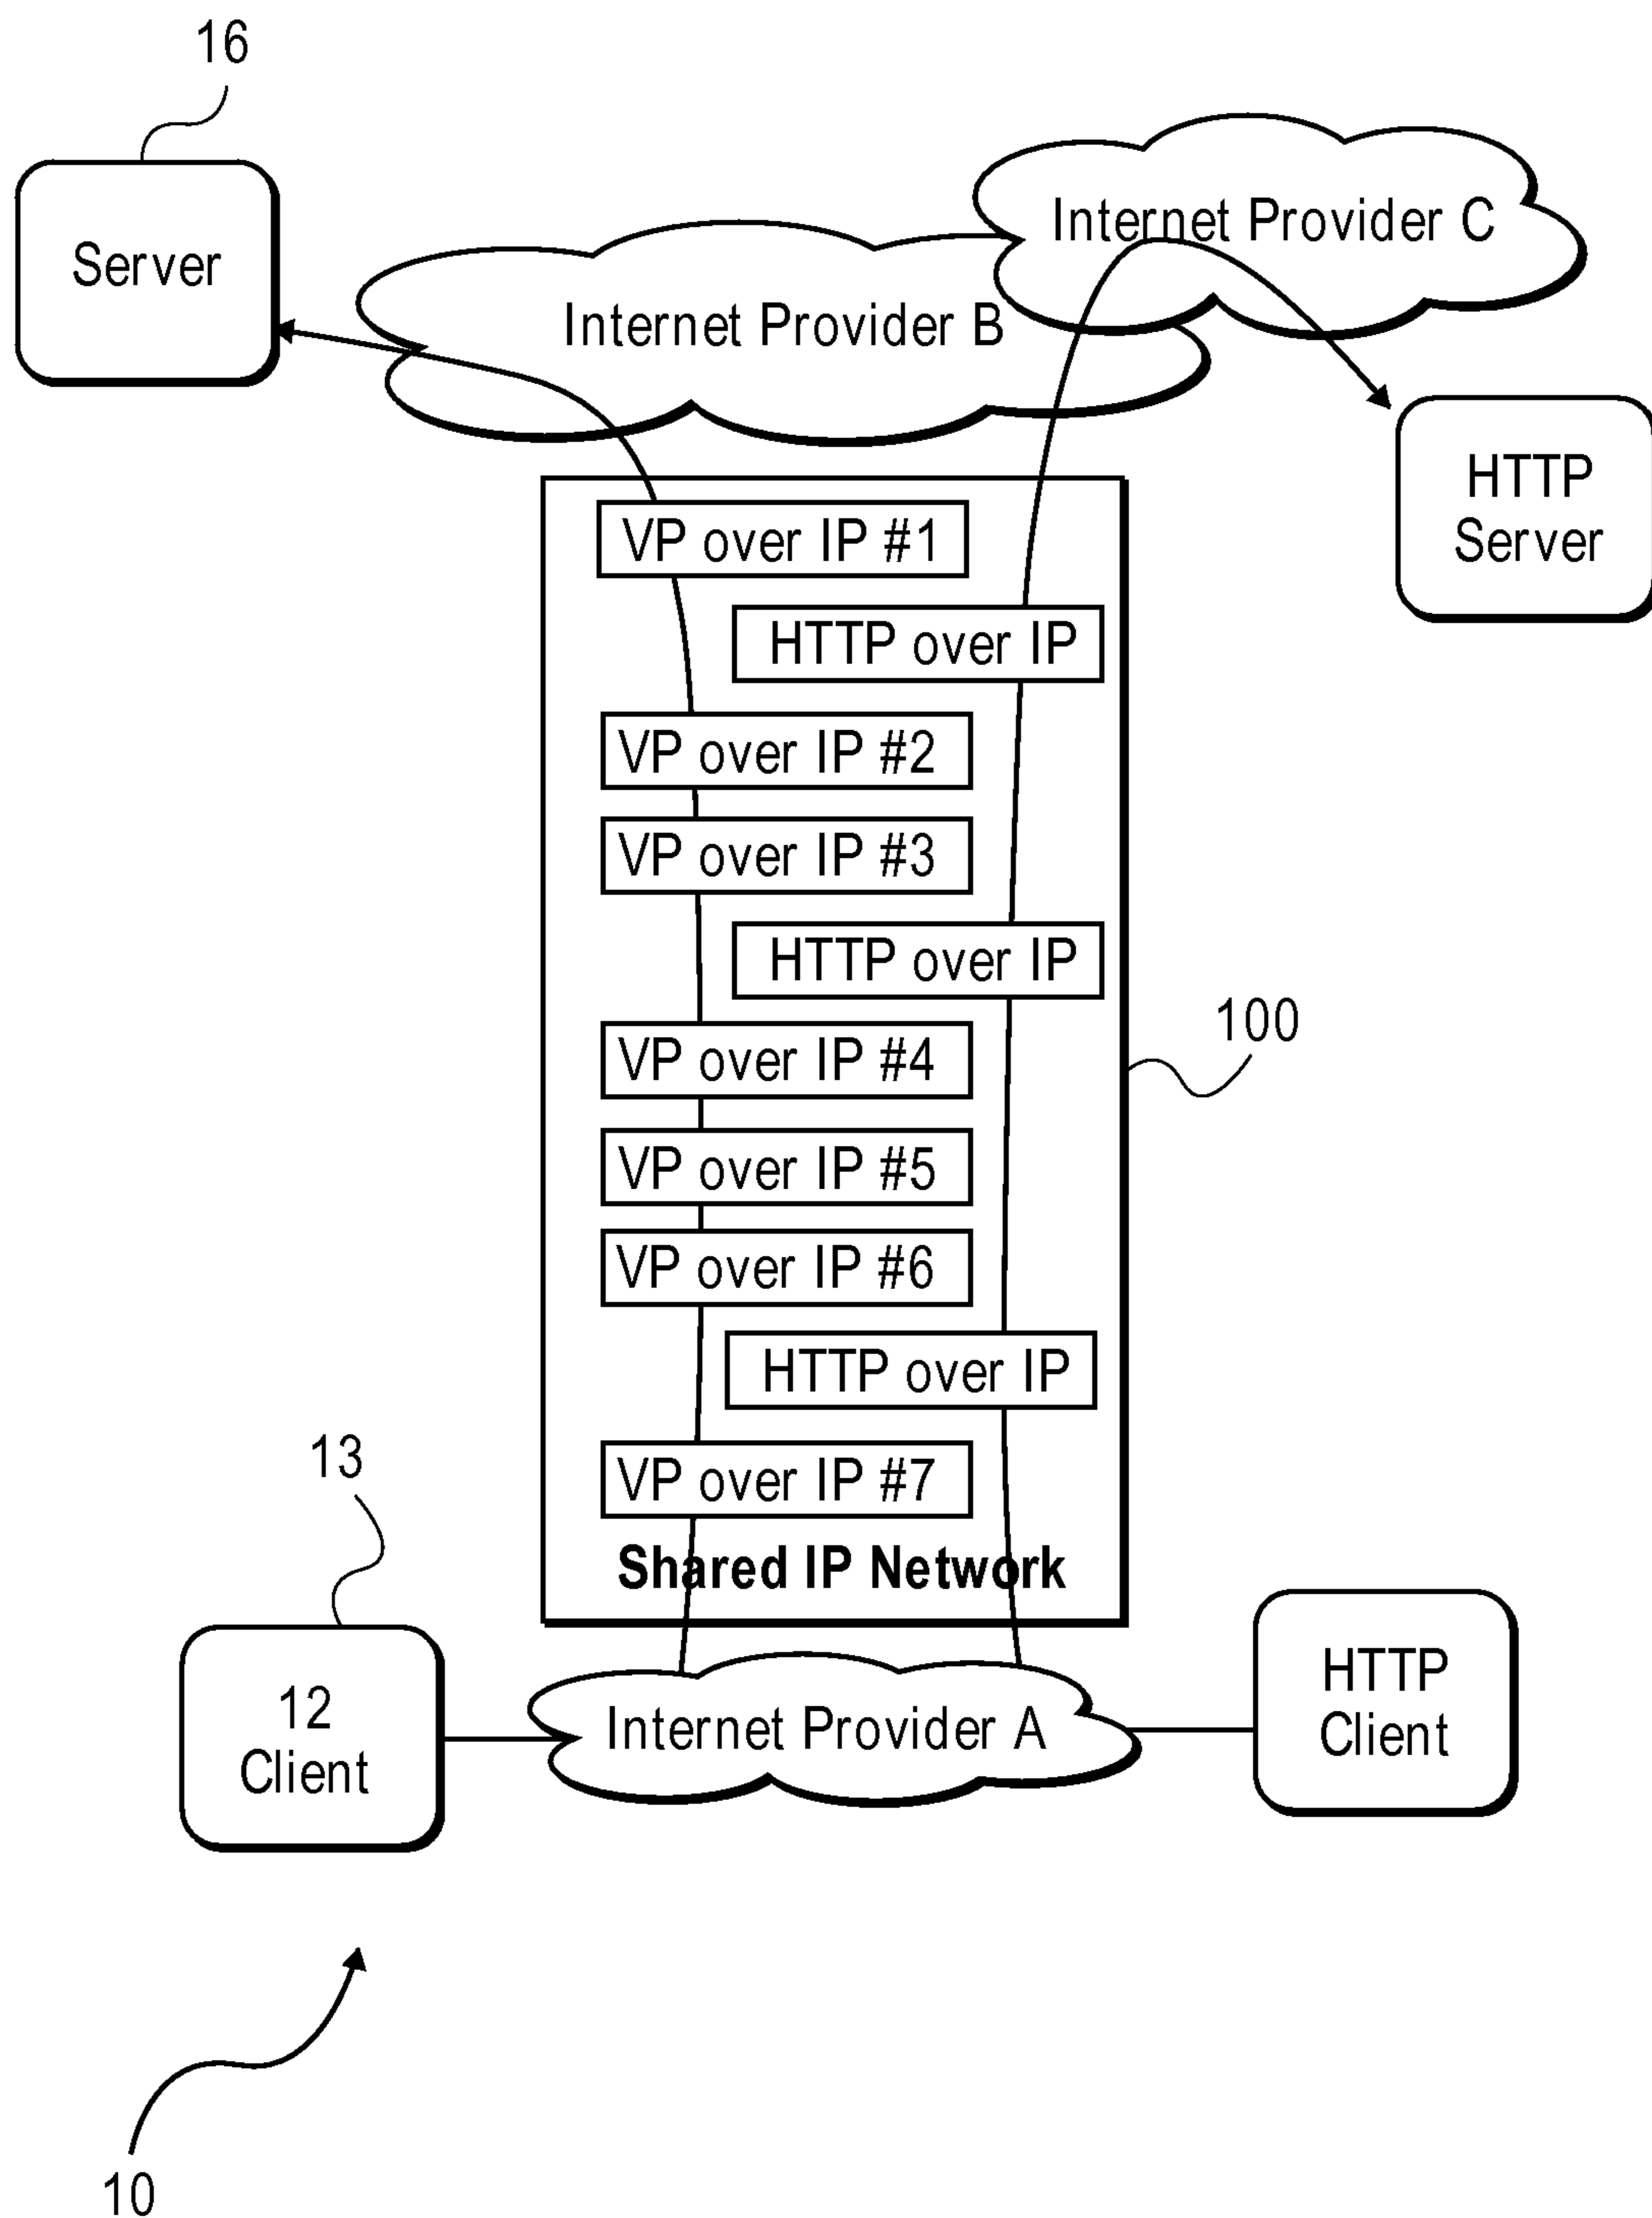 16
Server
Internet Provider C
Internet Provider B
HTTP
Server
VP over IP #1
HTTP over IP
VP over IP #2
VP over IP #3
HTTP over IP
100
VP over IP #4
VP over IP #5
VP over IP #6
HTTP over IP
13
VP over IP #7
Shared IP Network
12
Client
Internet Provider A
HTTP
Client
10